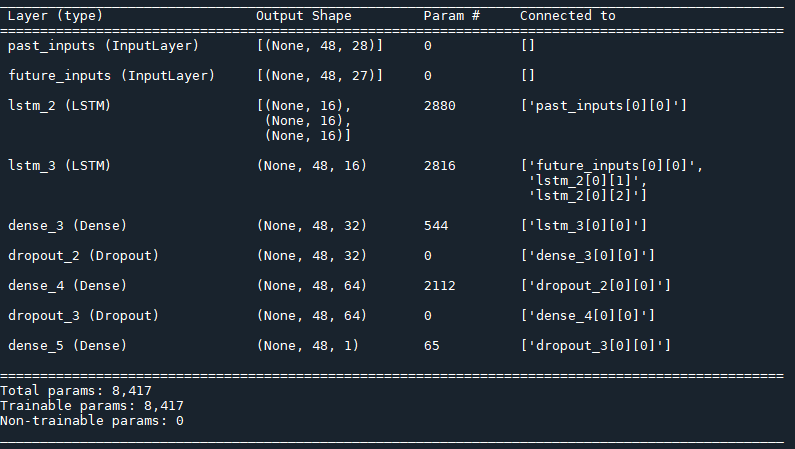 Layer (type) Output Shape Param # Connected to
past_inputs (InputLayer) [(None, 48, 28)] 0 []
future_inputs (InputLayer) [(None, 48, 27)] 0 []
lstm_2 (LSTM) [(None, 16), 2880 ['past_inputs[0][0]']
(None, 16),
(None, 16)]
lstm_3 (LSTM) (None, 48, 16) 2816 ['future_inputs[0][0]',
'lstm_2[0][1]',
'lstm_2[0][2]']
dense_3 (Dense) (None, 48, 32) 544 ['lstm_3[0][0]']
dropout_2 (Dropout) (None, 48, 32) 0 ['dense_3[0][0]']
dense_4 (Dense) (None, 48, 64) 2112 ['dropout_2[0][0]']
dropout_3 (Dropout) (None, 48, 64) 0 ['dense_4[0][0]']
dense_5 (Dense) (None, 48, 1) 65 ['dropout_3[0][0]']
Total params: 8,417
Trainable params: 8,417
Non-trainable params: 0